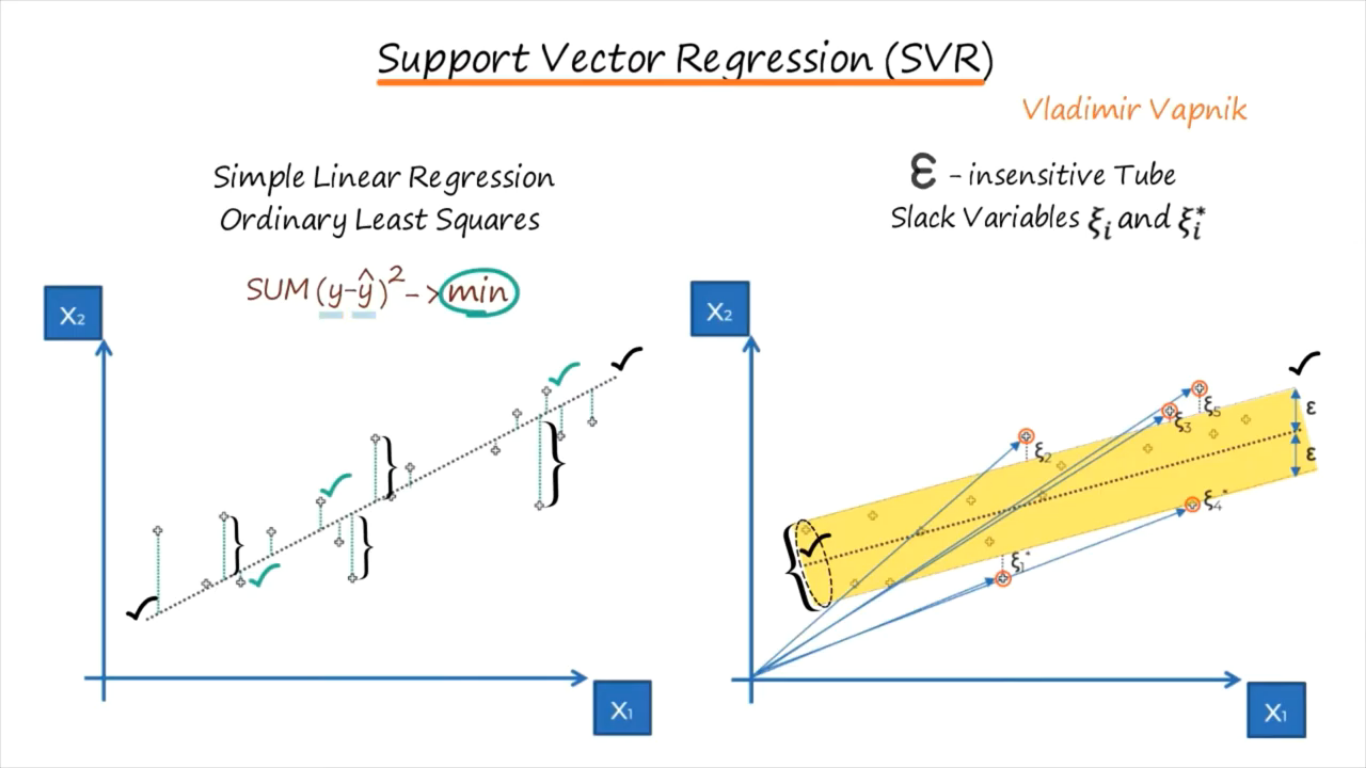 Support Vector Regression (SVR)
Vladimir Vapnik
Simple Linear Regression
Ordinary Least Squares
SUM (y-ŷ)² -> min
X₂
X₁
ε - insensitive Tube
Slack Variables ξᵢ and ξᵢ*
X₂
ξ₅
ε
ξ₃
ξ₂
ε
ξ₄*
ξ₁*
X₁